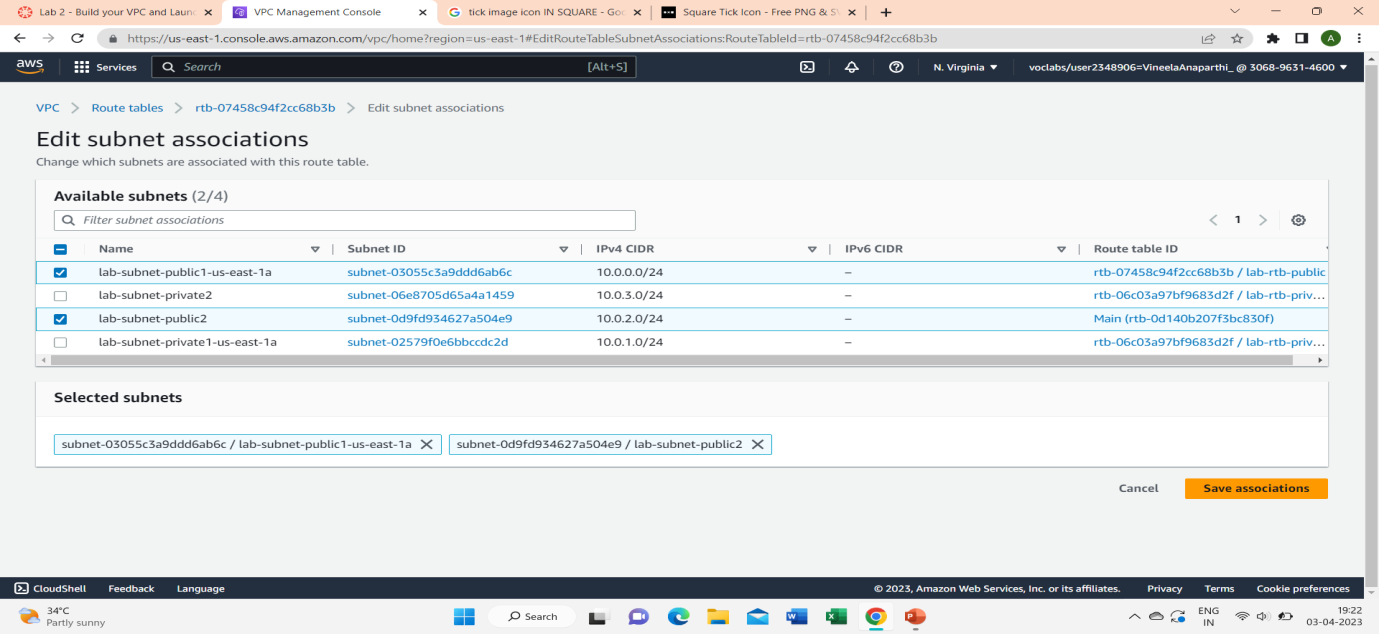 Lab 2 - Build your VPC and Laun
VPC Management Console
tick image icon IN SQUARE - Goo
Square Tick Icon - Free PNG & SV
https://us-east-1.console.aws.amazon.com/vpc/home?region=us-east-1#EditRouteTableSubnetAssociations:RouteTableId=rtb-07458c94f2cc68b3b
A
aws
Services
Search
[Alt+S]
N. Virginia
voclabs/user2348906=VineelaAnaparthi_ @ 3068-9631-4600
VPC > Route tables > rtb-07458c94f2cc68b3b > Edit subnet associations
Edit subnet associations
Change which subnets are associated with this route table.
Available subnets (2/4)
Filter subnet associations
1
Name Subnet ID IPv4 CIDR IPv6 CIDR Route table ID
lab-subnet-public1-us-east-1a subnet-03055c3a9ddd6ab6c 10.0.0.0/24 – rtb-07458c94f2cc68b3b / lab-rtb-public
lab-subnet-private2 subnet-06e8705d65a4a1459 10.0.3.0/24 – rtb-06c03a97bf9683d2f / lab-rtb-priv...
lab-subnet-public2 subnet-0d9fd934627a504e9 10.0.2.0/24 – Main (rtb-0d140b207f3bc830f)
lab-subnet-private1-us-east-1a subnet-02579f0e6bbccdc2d 10.0.1.0/24 – rtb-06c03a97bf9683d2f / lab-rtb-priv...
Selected subnets
subnet-03055c3a9ddd6ab6c / lab-subnet-public1-us-east-1a
subnet-0d9fd934627a504e9 / lab-subnet-public2
Cancel
Save associations
CloudShell Feedback Language
© 2023, Amazon Web Services, Inc. or its affiliates. Privacy Terms Cookie preferences
34°C
Partly sunny
Search
ENG
IN
19:22
03-04-2023